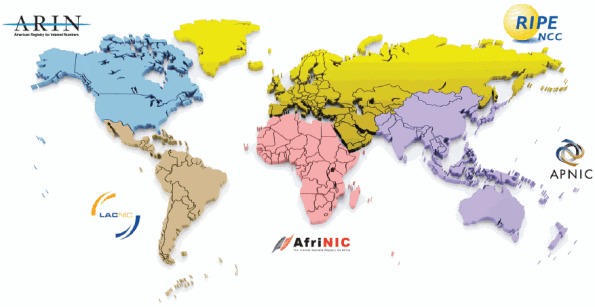 ARIN
American Registry for Internet Numbers
RIPE
NCC
APNIC
LACNIC
AfriNIC